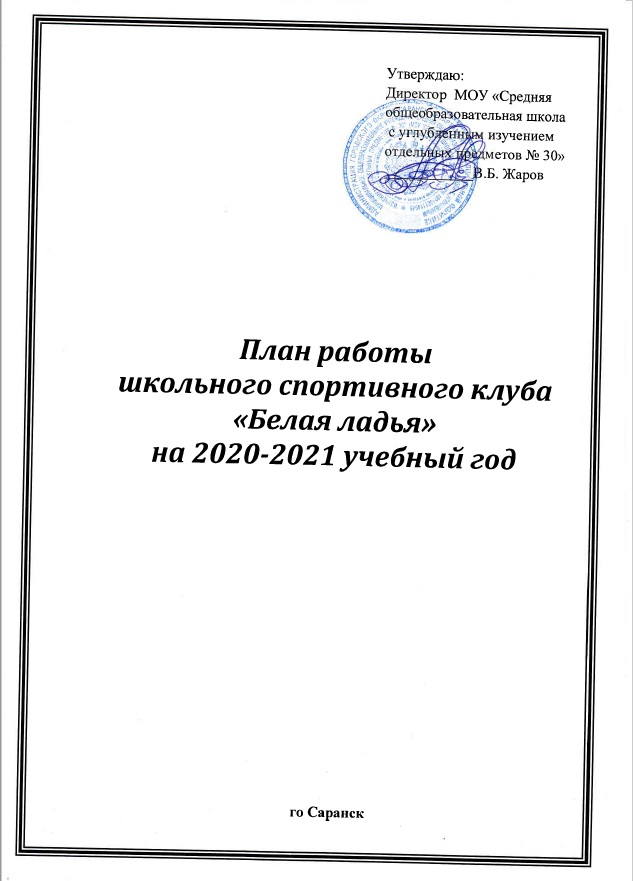 Утверждаю:
Директор МОУ «Средняя
общеобразовательная школа
с углубленным изучением
отдельных предметов № 30»
В.Б. Жаров
План работы
школьного спортивного клуба
«Белая ладья»
на 2020-2021 учебный год
го Саранск